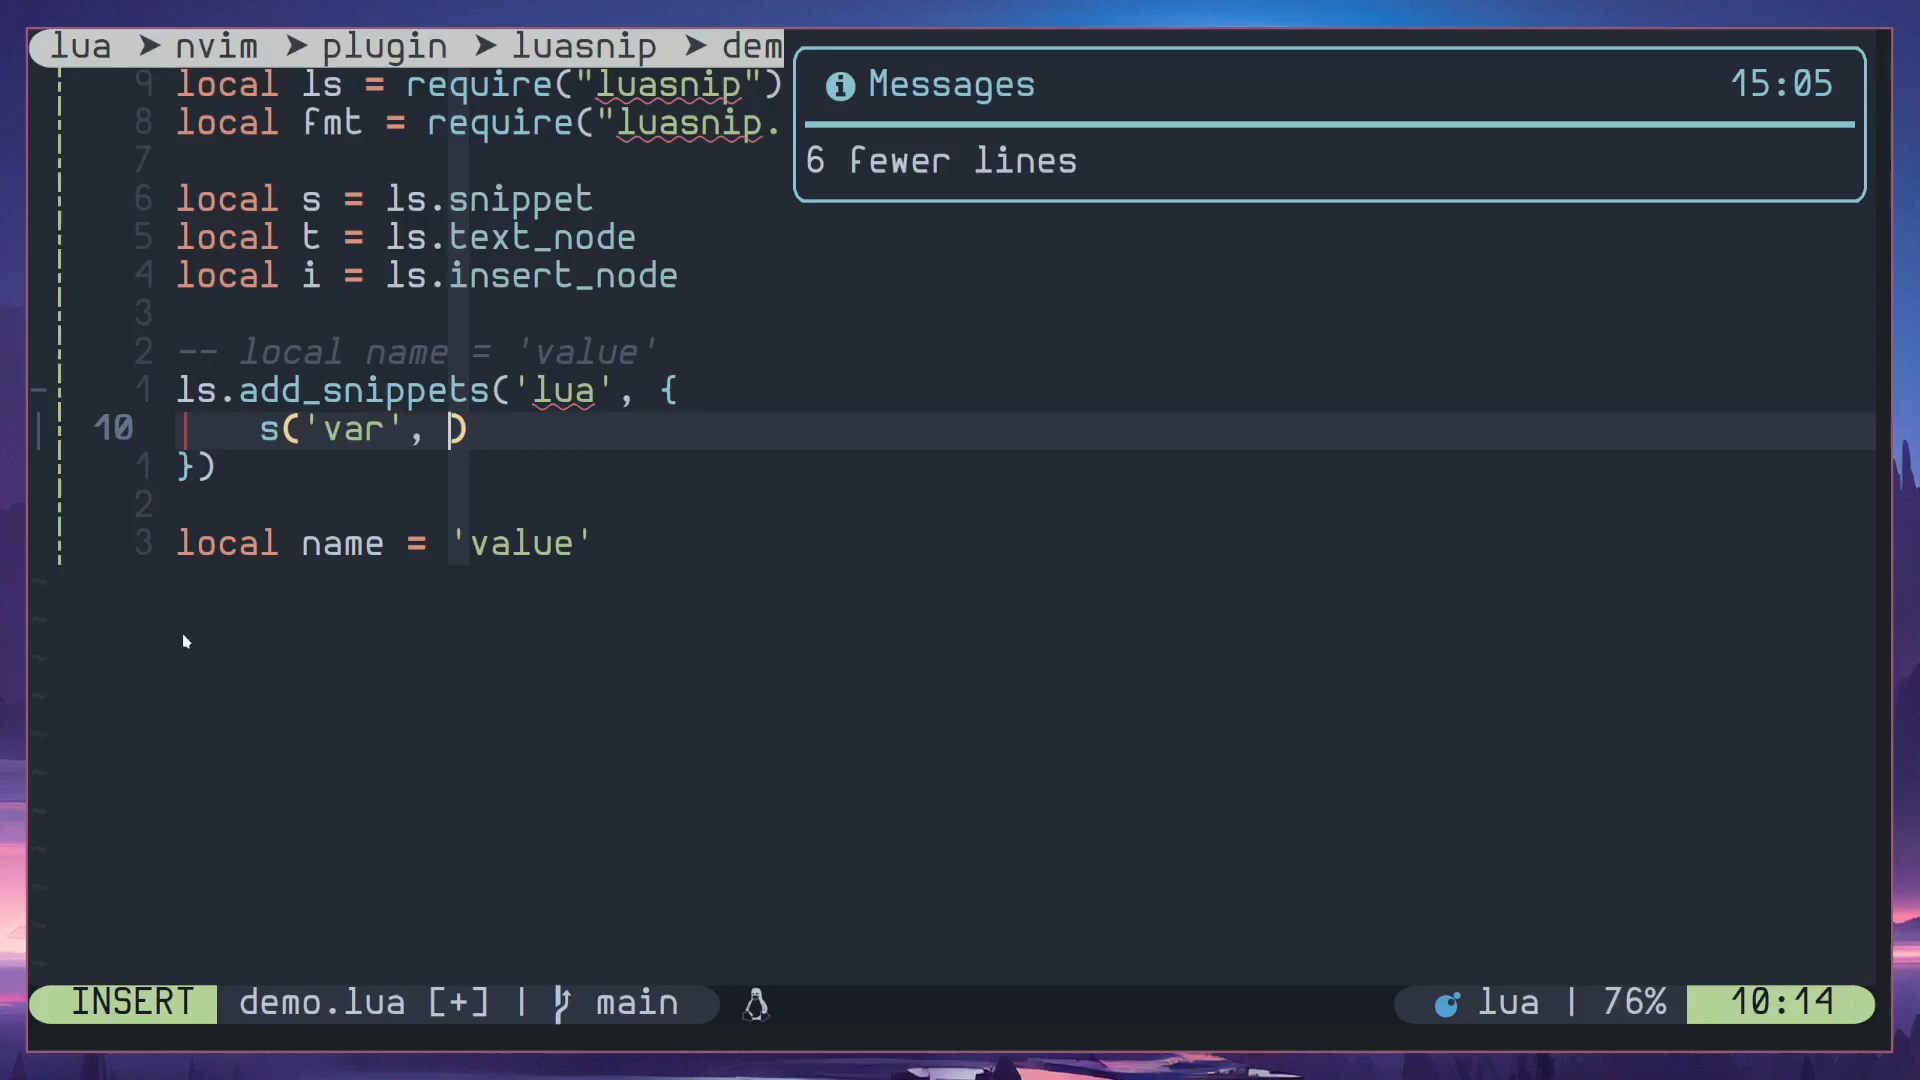 lua ➤ nvim ➤ plugin ➤ luasnip ➤ dem
Messages 15:05
6 fewer lines
9 local ls = require("luasnip")
8 local fmt = require("luasnip.
7
6 local s = ls.snippet
5 local t = ls.text_node
4 local i = ls.insert_node
3
2 -- local name = 'value'
1 ls.add_snippets('lua', {
10 s('var', )
1 })
2
3 local name = 'value'
INSERT demo.lua [+] | main lua | 76% 10:14